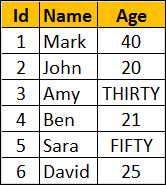 Id Name Age
1 Mark 40
2 John 20
3 Amy THIRTY
4 Ben 21
5 Sara FIFTY
6 David 25